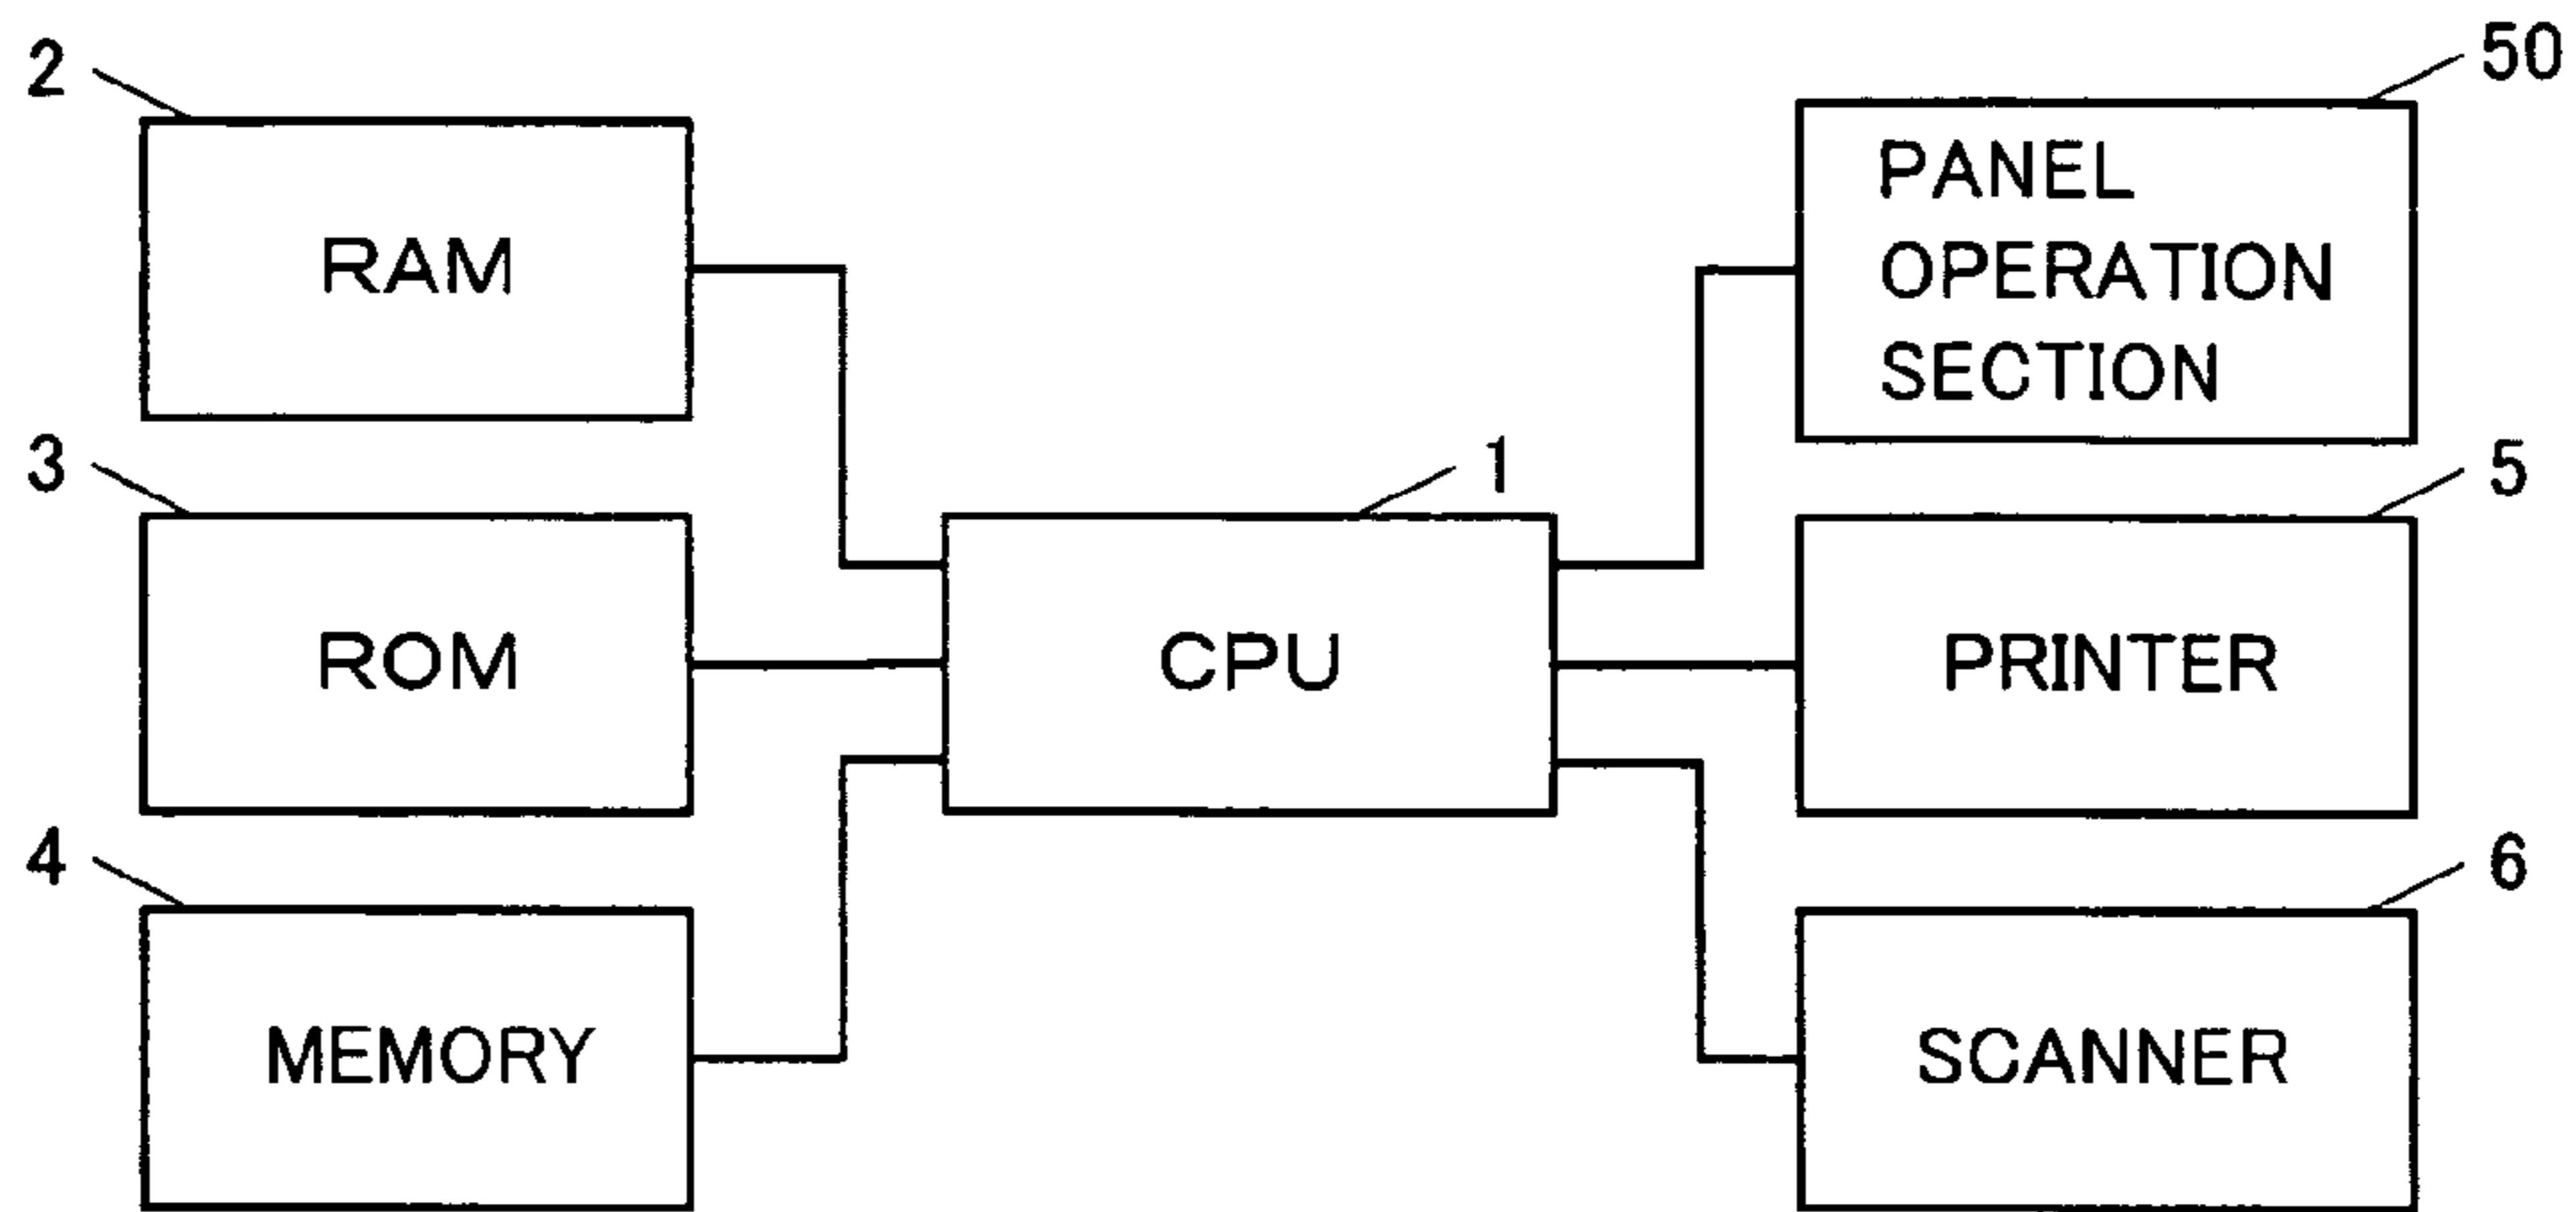 2
RAM
3
ROM
4
MEMORY
1
CPU
50
PANEL
OPERATION
SECTION
5
PRINTER
6
SCANNER